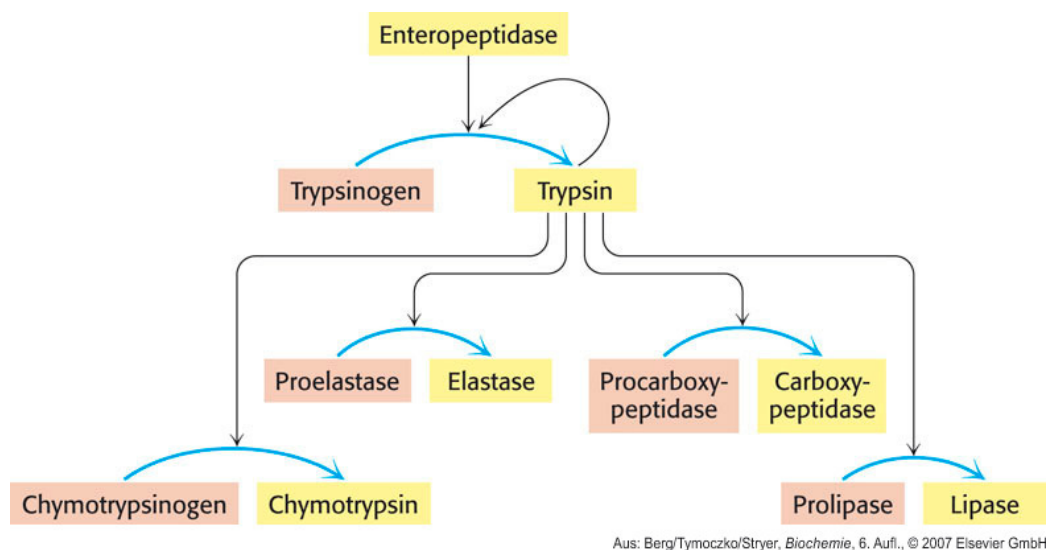 Enteropeptidase
Trypsinogen
Trypsin
Proelastase
Elastase
Procarboxy-
peptidase
Carboxy-
peptidase
Chymotrypsinogen
Chymotrypsin
Prolipase
Lipase
Aus: Berg/Tymoczko/Stryer, Biochemie, 6. Aufl., © 2007 Elsevier GmbH